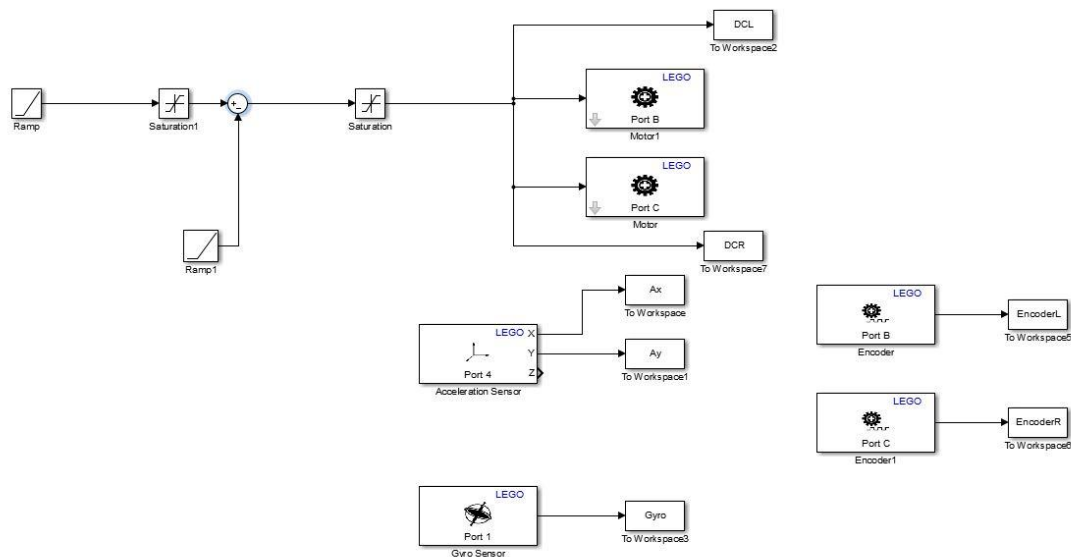 DCL
To Workspace2
LEGO
Port B
Motor1
Ramp
Saturation1
+
-
Saturation
LEGO
Port C
Motor
Ramp1
DCR
To Workspace7
Ax
To Workspace
LEGO X
Y
Z
Port 4
Acceleration Sensor
Ay
To Workspace1
LEGO
Port B
Encoder
EncoderL
To Workspace5
LEGO
Port C
Encoder1
EncoderR
To Workspace6
LEGO
Port 1
Gyro Sensor
Gyro
To Workspace3